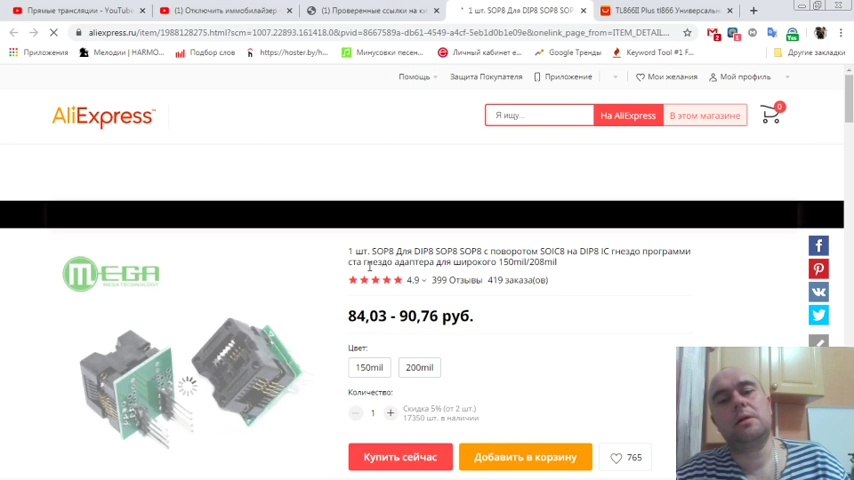 Прямые трансляции - YouTube
(1) Отключить иммобилайзер
(1) Проверенные ссылки на ки
1 шт. SOP8 Для DIP8 SOP8 SOP
TL866II Plus tl866 Универсальн
aliexpress.ru/item/1988128275.html?scm=1007.22893.161418.0&pvid=8667589a-db61-4549-a4cf-5eb1d0b1e09e&onelink_page_from=ITEM_DETAIL...
Приложения
Мелодии (HARMO...
Подбор слов
https://hoster.by/h...
Минусовки песен...
Личный кабинет е...
Google Тренды
Keyword Tool #1 F...
Другие закладки
Помощь
Защита Покупателя
Приложение
Мои желания
Мой профиль
AliExpress
Я ищу...
На AliExpress
В этом магазине
0
1 шт. SOP8 Для DIP8 SOP8 SOP8 с поворотом SOIC8 на DIP8 IC гнездо программи
ста гнездо адаптера для широкого 150mil/208mil
MEGA
4.9
399 Отзывы
419 заказа(ов)
84,03 - 90,76 руб.
Цвет:
150mil
200mil
Количество:
1
Скидка 5% (от 2 шт.)
17350 шт. в наличии
Купить сейчас
Добавить в корзину
765